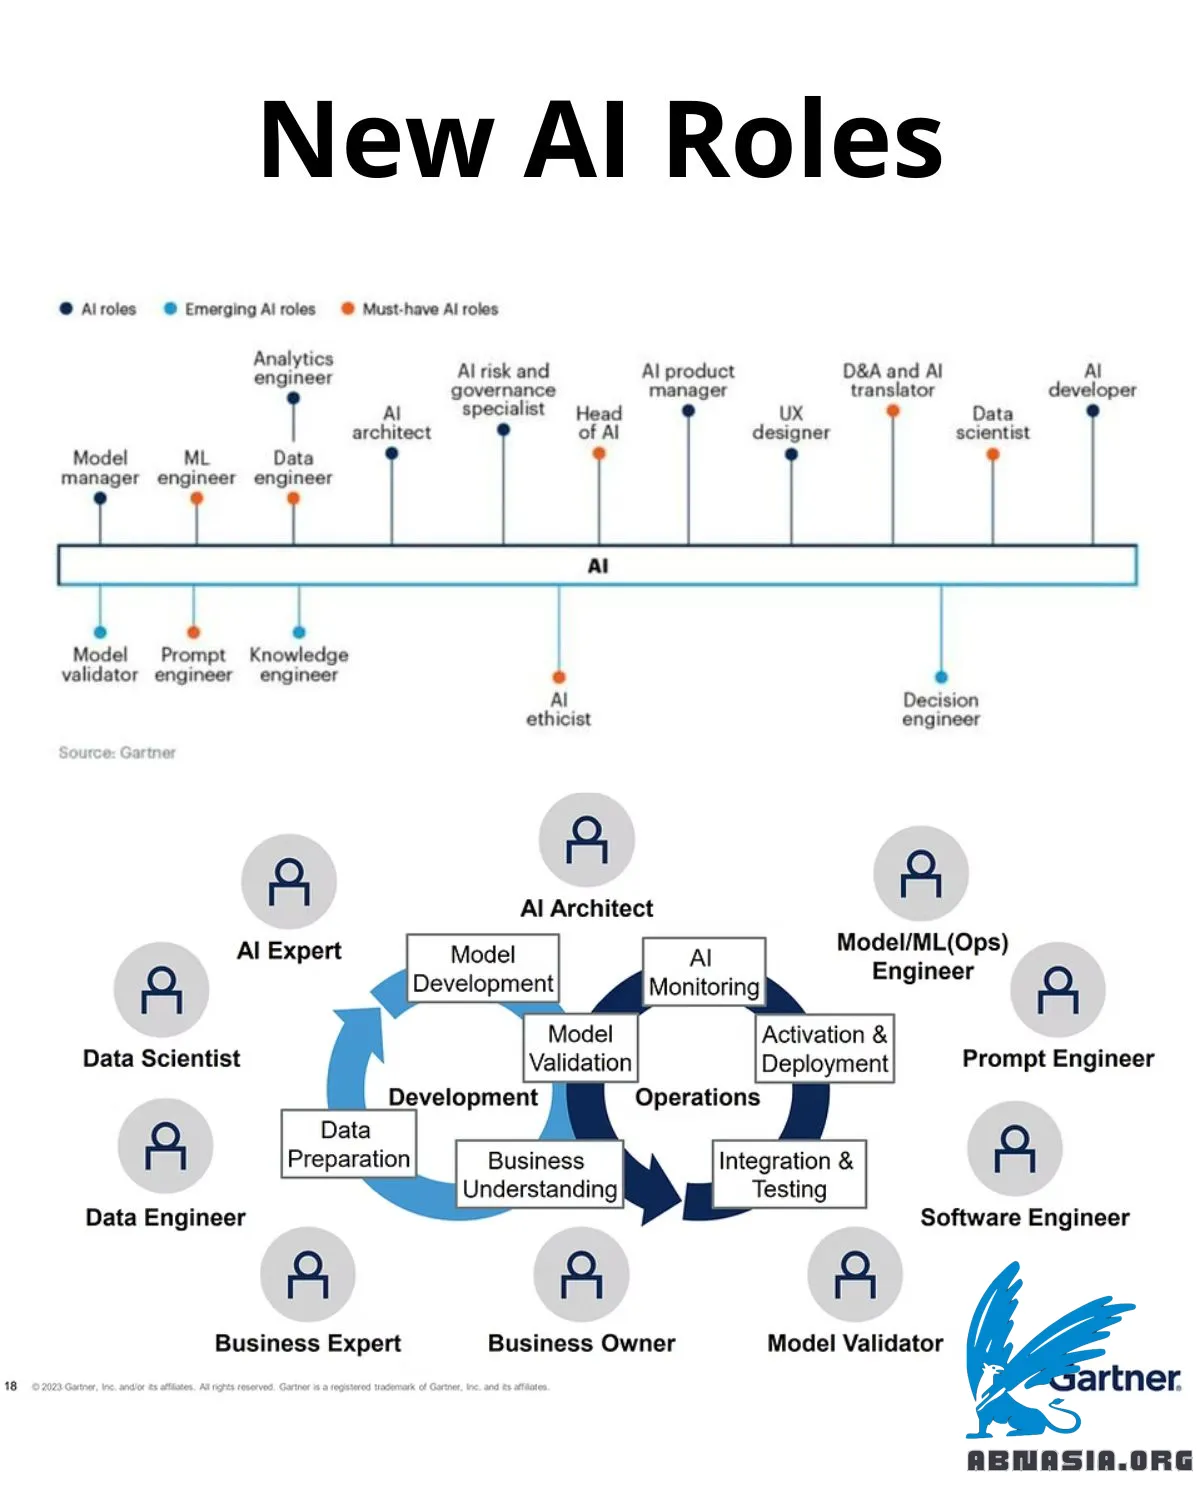 New AI Roles
AI roles
Emerging AI roles
Must-have AI roles
Analytics
engineer
AI risk and
governance
specialist
AI product
manager
D&A and AI
translator
AI
developer
AI
architect
Head
of AI
UX
designer
Data
scientist
Model
manager
ML
engineer
Data
engineer
AI
Model
validator
Prompt
engineer
Knowledge
engineer
AI
ethicist
Decision
engineer
Source: Gartner
AI Architect
AI Expert
Model/ML(Ops)
Engineer
Data Scientist
Prompt Engineer
Model
Development
AI
Monitoring
Model
Validation
Activation &
Deployment
Development
Operations
Data
Preparation
Business
Understanding
Integration &
Testing
Data Engineer
Software Engineer
Business Expert
Business Owner
Model Validator
Gartner®
18 © 2023 Gartner, Inc. and/or its affiliates. All rights reserved. Gartner is a registered trademark of Gartner, Inc. and its affiliates.
ABNASIA.ORG